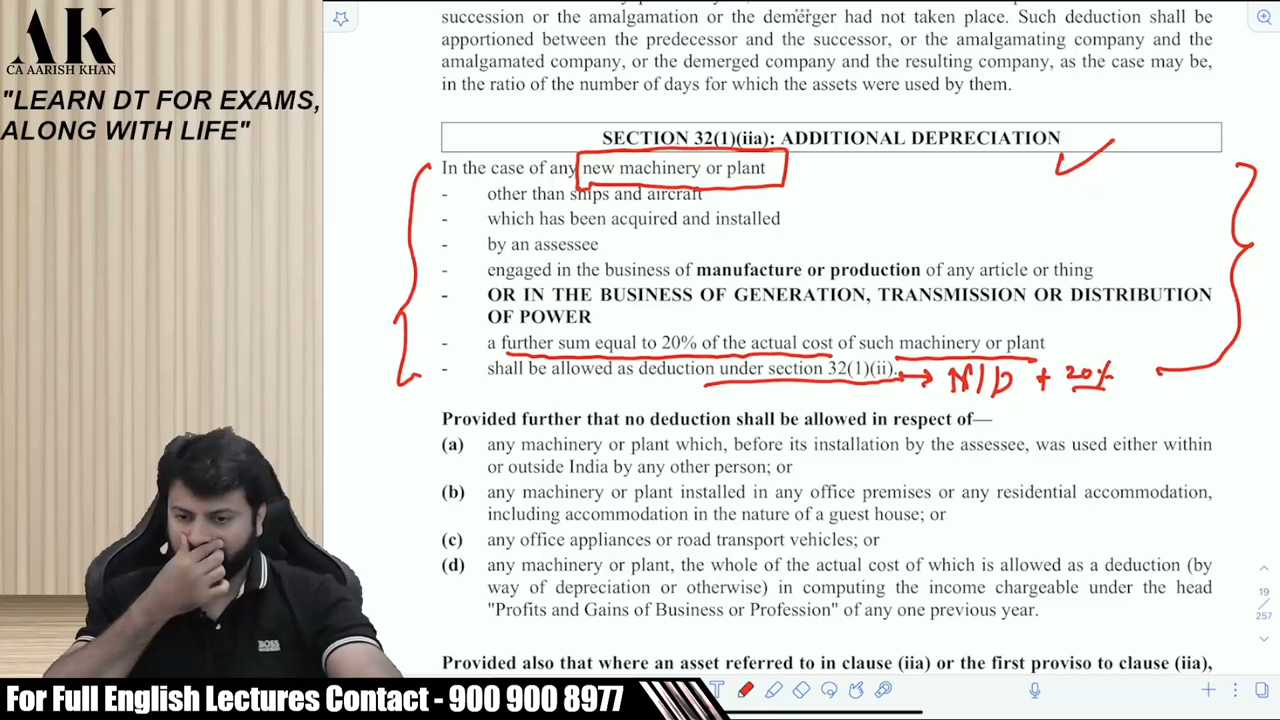 AK
CA AARISH KHAN
"LEARN DT FOR EXAMS,
ALONG WITH LIFE"
succession or the amalgamation or the demerger had not taken place. Such deduction shall be
apportioned between the predecessor and the successor, or the amalgamating company and the
amalgamated company, or the demerged company and the resulting company, as the case may be,
in the ratio of the number of days for which the assets were used by them.
SECTION 32(1)(iia): ADDITIONAL DEPRECIATION
In the case of any new machinery or plant
- other than ships and aircraft
- which has been acquired and installed
- by an assessee
- engaged in the business of manufacture or production of any article or thing
- OR IN THE BUSINESS OF GENERATION, TRANSMISSION OR DISTRIBUTION
OF POWER
- a further sum equal to 20% of the actual cost of such machinery or plant
- shall be allowed as deduction under section 32(1)(ii). → N/D + 20%
Provided further that no deduction shall be allowed in respect of—
(a) any machinery or plant which, before its installation by the assessee, was used either within
or outside India by any other person; or
(b) any machinery or plant installed in any office premises or any residential accommodation,
including accommodation in the nature of a guest house; or
(c) any office appliances or road transport vehicles; or
(d) any machinery or plant, the whole of the actual cost of which is allowed as a deduction (by
way of depreciation or otherwise) in computing the income chargeable under the head
"Profits and Gains of Business or Profession" of any one previous year.
Provided also that where an asset referred to in clause (iia) or the first proviso to clause (iia),
19
257
BOSS
For Full English Lectures Contact - 900 900 8977